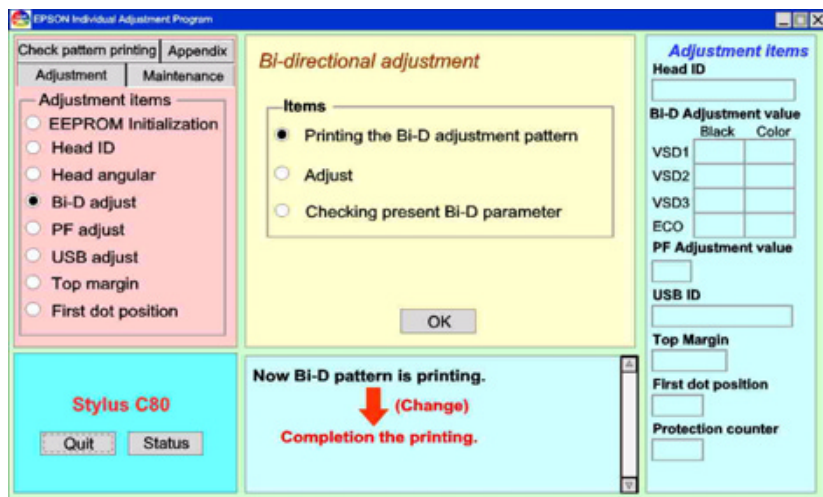 EPSON Individual Adjustment Program
Check pattern printing Appendix
Adjustment Maintenance
Adjustment items
EEPROM Initialization
Head ID
Head angular
Bi-D adjust
PF adjust
USB adjust
Top margin
First dot position
Bi-directional adjustment
Items
Printing the Bi-D adjustment pattern
Adjust
Checking present Bi-D parameter
OK
Stylus C80
Quit Status
Now Bi-D pattern is printing.
(Change)
Completion the printing.
Adjustment items
Head ID
Bi-D Adjustment value
Black Color
VSD1
VSD2
VSD3
ECO
PF Adjustment value
USB ID
Top Margin
First dot position
Protection counter